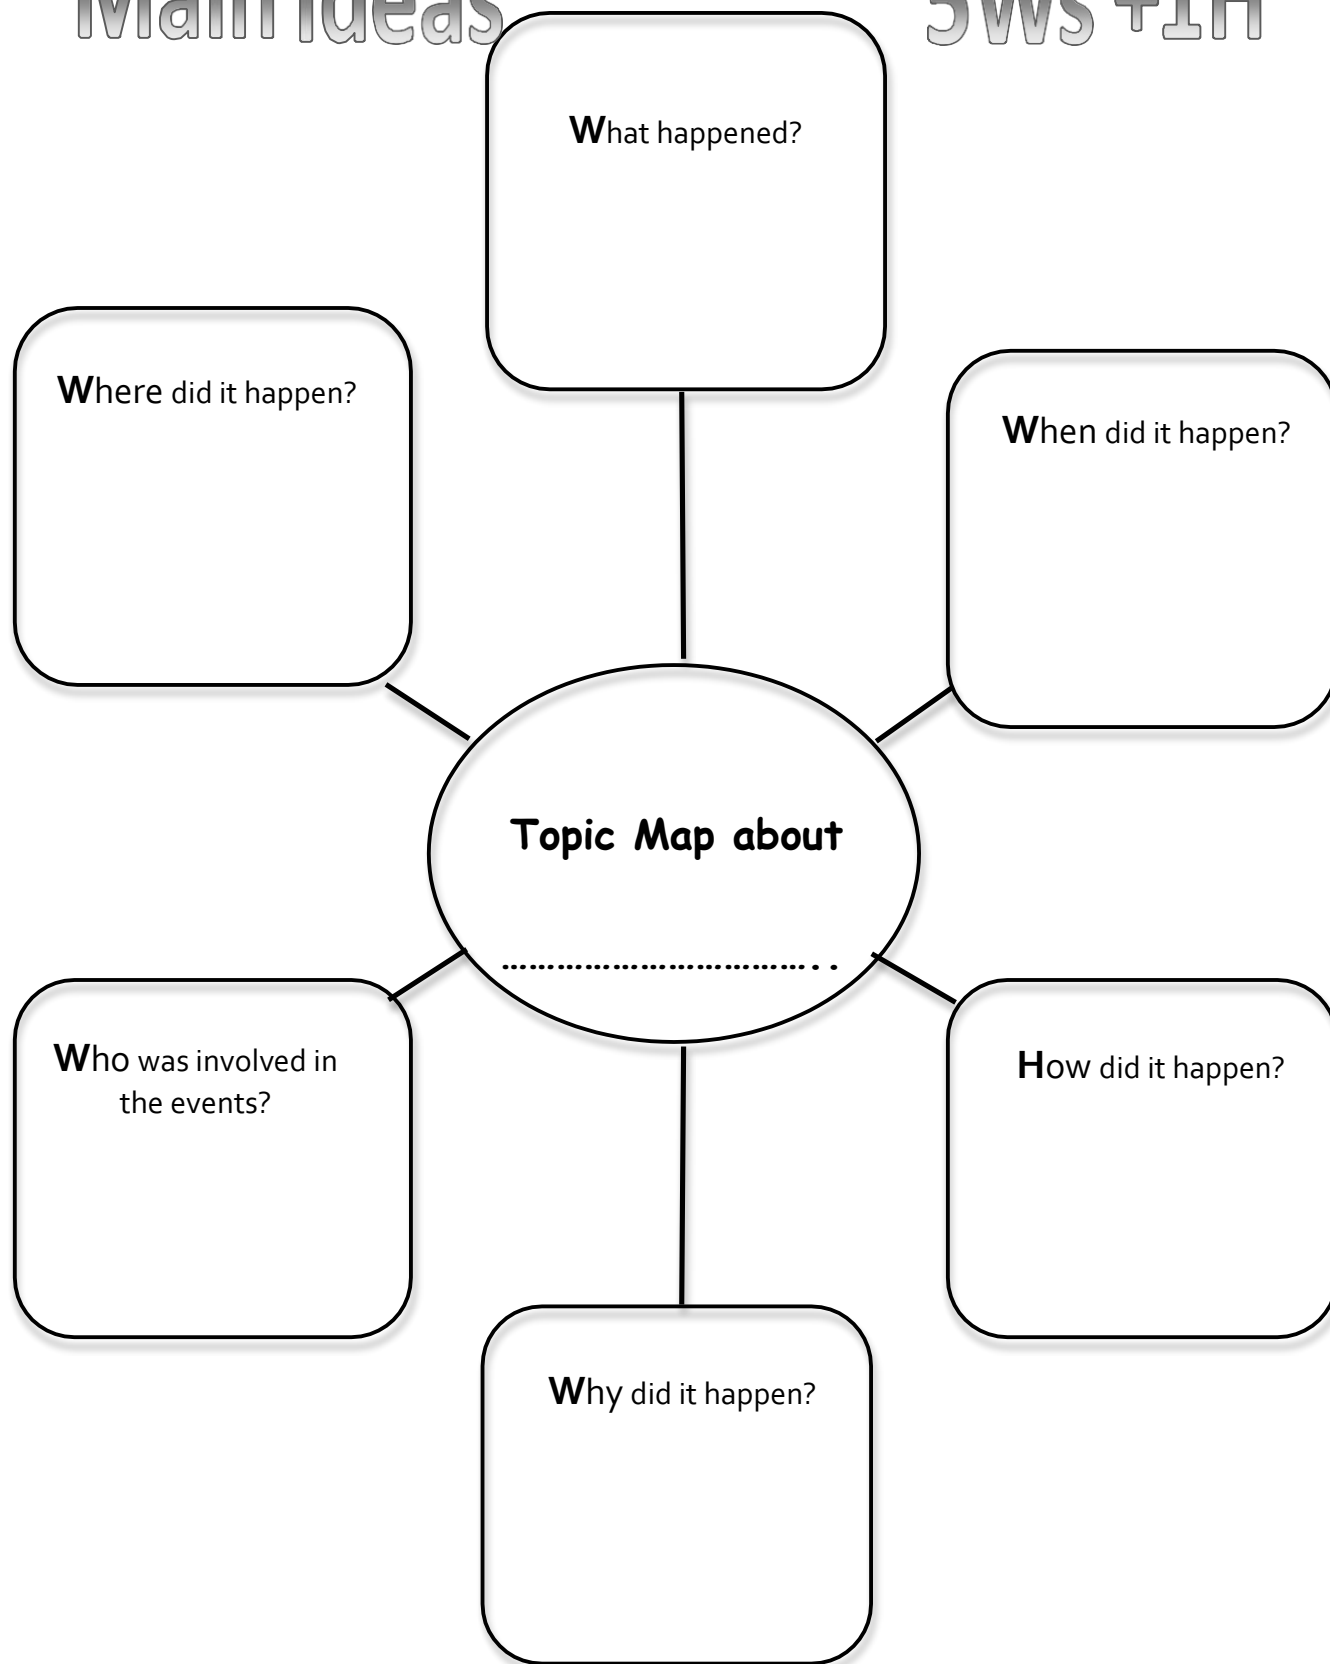 Main Ideas 5Ws +1H
What happened?
Where did it happen?
When did it happen?
Topic Map about
……………………………. .
Who was involved in
the events?
How did it happen?
Why did it happen?